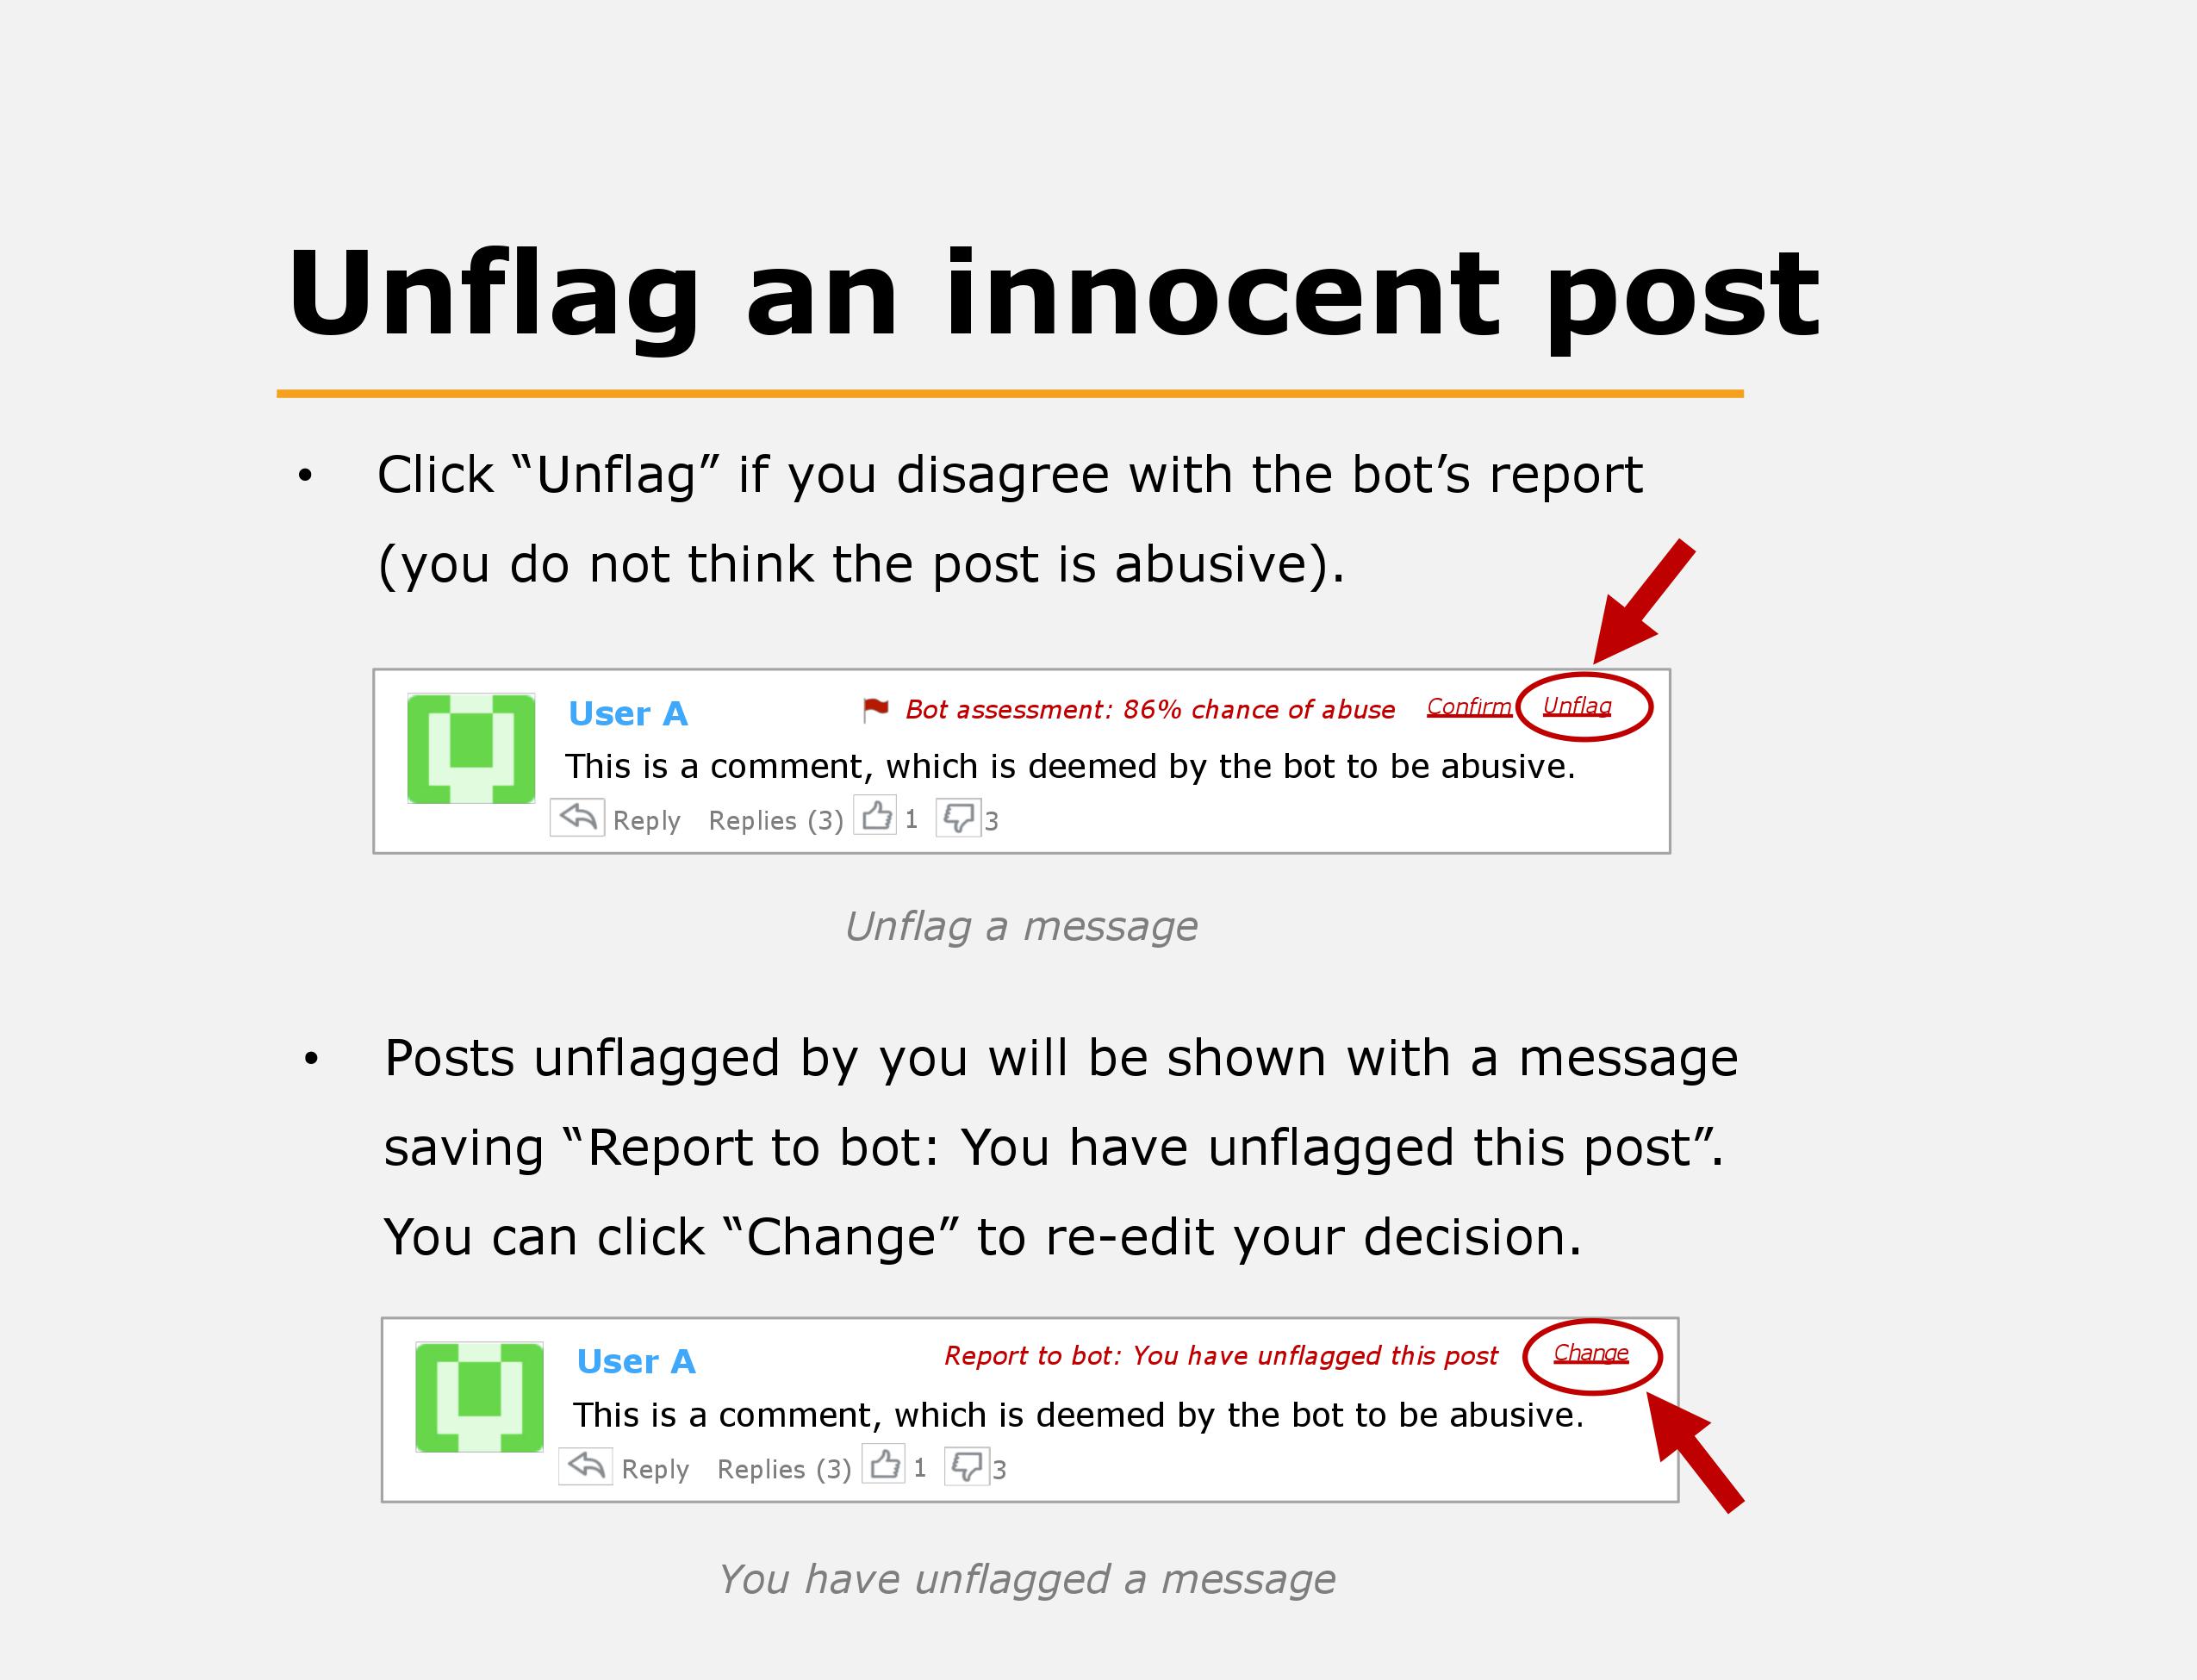 Unflag an innocent post
• Click “Unflag” if you disagree with the bot’s report
(you do not think the post is abusive).
User A Bot assessment: 86% chance of abuse Confirm Unflag
This is a comment, which is deemed by the bot to be abusive.
Reply Replies (3) 1 3
Unflag a message
• Posts unflagged by you will be shown with a message
saving “Report to bot: You have unflagged this post”.
You can click “Change” to re-edit your decision.
User A Report to bot: You have unflagged this post Change
This is a comment, which is deemed by the bot to be abusive.
Reply Replies (3) 1 3
You have unflagged a message